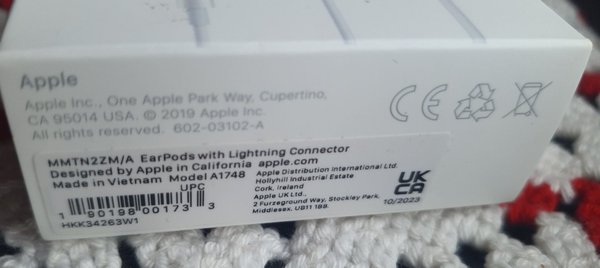 Apple
Apple Inc., One Apple Park Way, Cupertino,
CA 95014 USA. © 2019 Apple Inc.
All rights reserved. 602-03102-A
MMTN2ZM/A EarPods with Lightning Connector
Designed by Apple in California apple.com
Made in Vietnam Model A1748
UPC
1 90198 00173 3
HKK34263W1
Apple Distribution International Ltd.
Hollyhill Industrial Estate
Cork, Ireland
Apple UK Ltd.,
2 Furzeground Way, Stockley Park,
Middlesex, UB11 1BB.
CE
UK
CA
10/2023